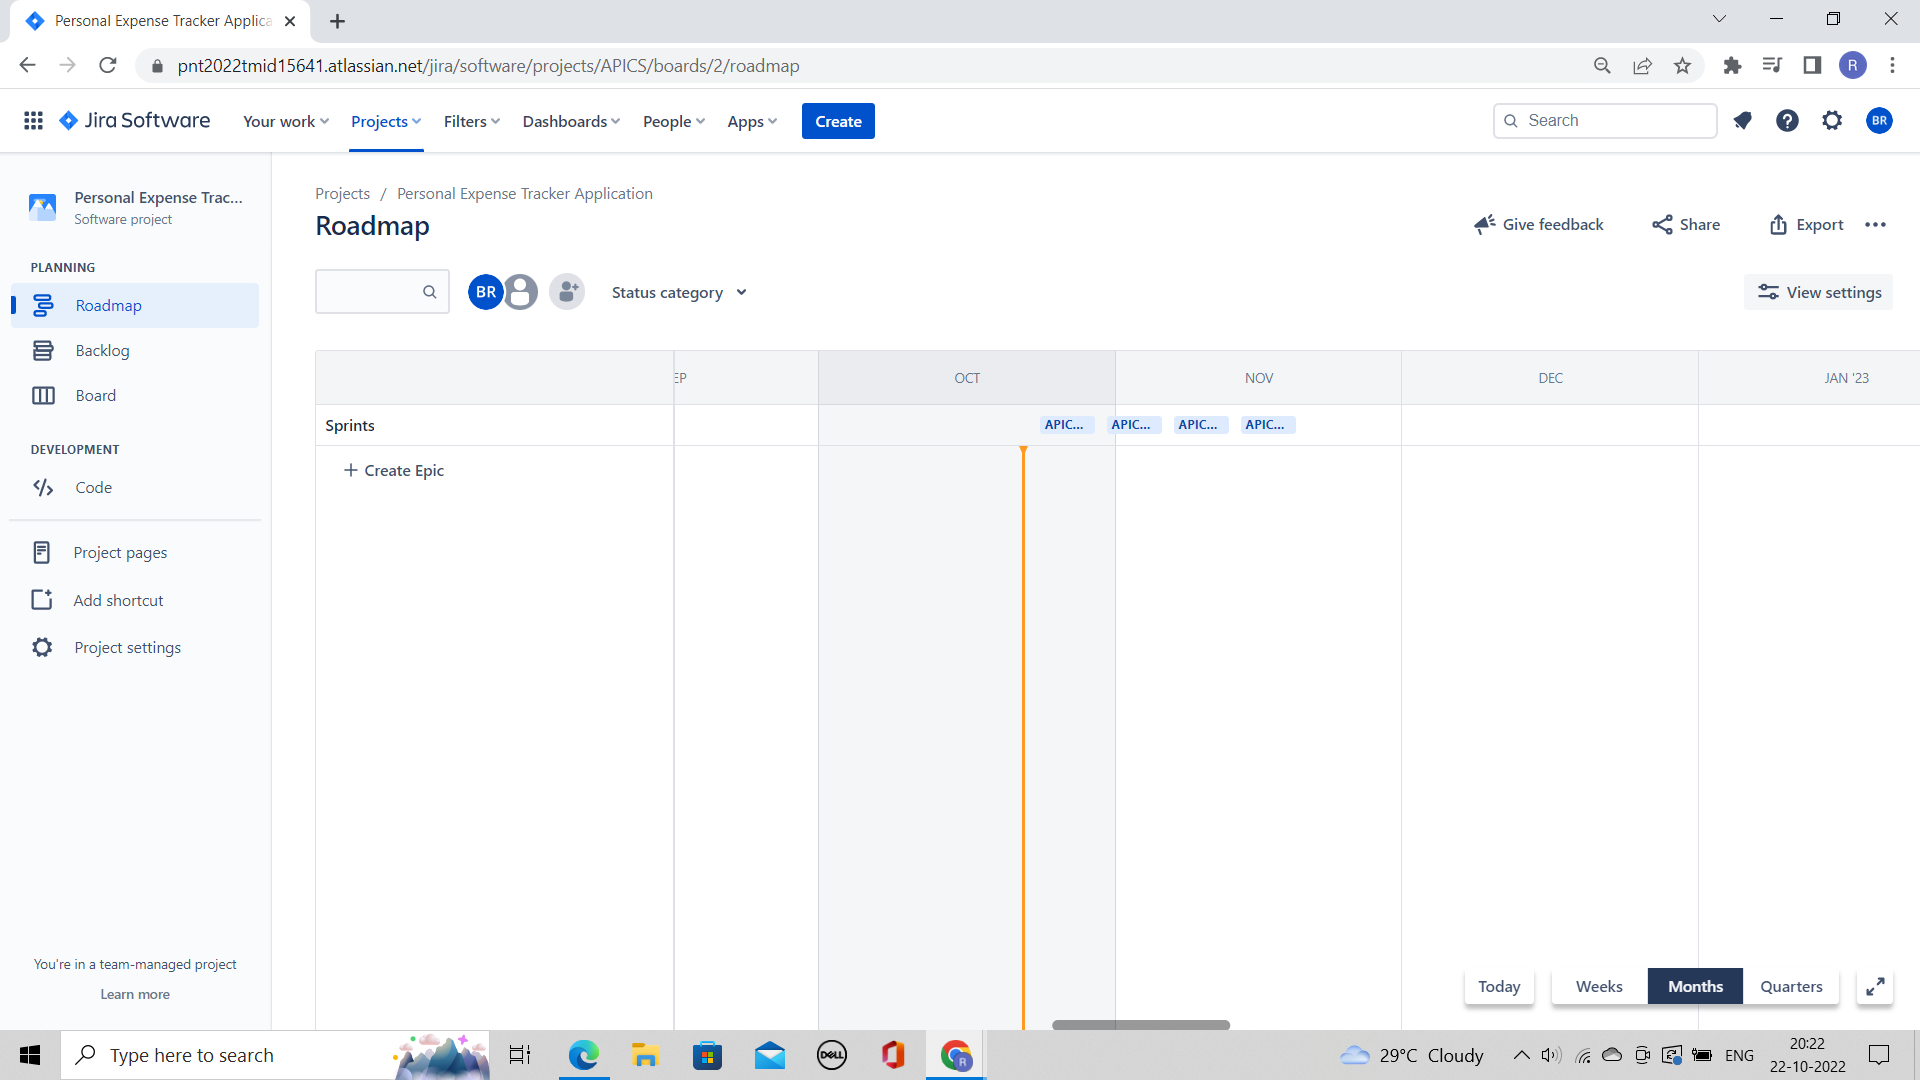 Personal Expense Tracker Applica
pnt2022tmid15641.atlassian.net/jira/software/projects/APICS/boards/2/roadmap
R
Jira Software
Your work
Projects
Filters
Dashboards
People
Apps
Create
Search
BR
Personal Expense Trac...
Software project
PLANNING
Roadmap
Backlog
Board
DEVELOPMENT
Code
Project pages
Add shortcut
Project settings
You're in a team-managed project
Learn more
Projects / Personal Expense Tracker Application
Roadmap
Give feedback
Share
Export
BR
Status category
View settings
EP
OCT
NOV
DEC
JAN '23
Sprints
APIC...
APIC...
APIC...
APIC...
+ Create Epic
Today
Weeks
Months
Quarters
Type here to search
DELL
R
29°C Cloudy
ENG
20:22
22-10-2022